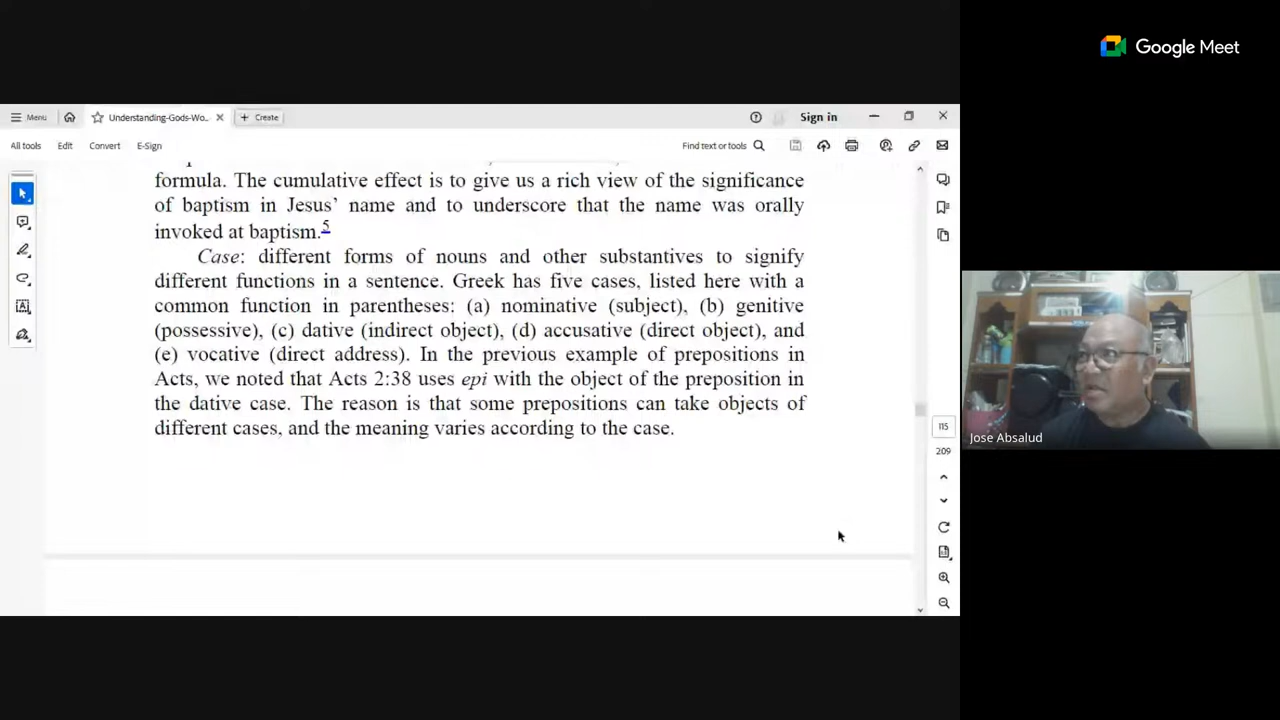 Google Meet
Menu
Understanding-Gods-Wo...
Create
Sign in
All tools
Edit
Convert
E-Sign
Find text or tools
formula. The cumulative effect is to give us a rich view of the significance
of baptism in Jesus’ name and to underscore that the name was orally
invoked at baptism.5
Case: different forms of nouns and other substantives to signify
different functions in a sentence. Greek has five cases, listed here with a
common function in parentheses: (a) nominative (subject), (b) genitive
(possessive), (c) dative (indirect object), (d) accusative (direct object), and
(e) vocative (direct address). In the previous example of prepositions in
Acts, we noted that Acts 2:38 uses epi with the object of the preposition in
the dative case. The reason is that some prepositions can take objects of
different cases, and the meaning varies according to the case.
115
209
Jose Absalud